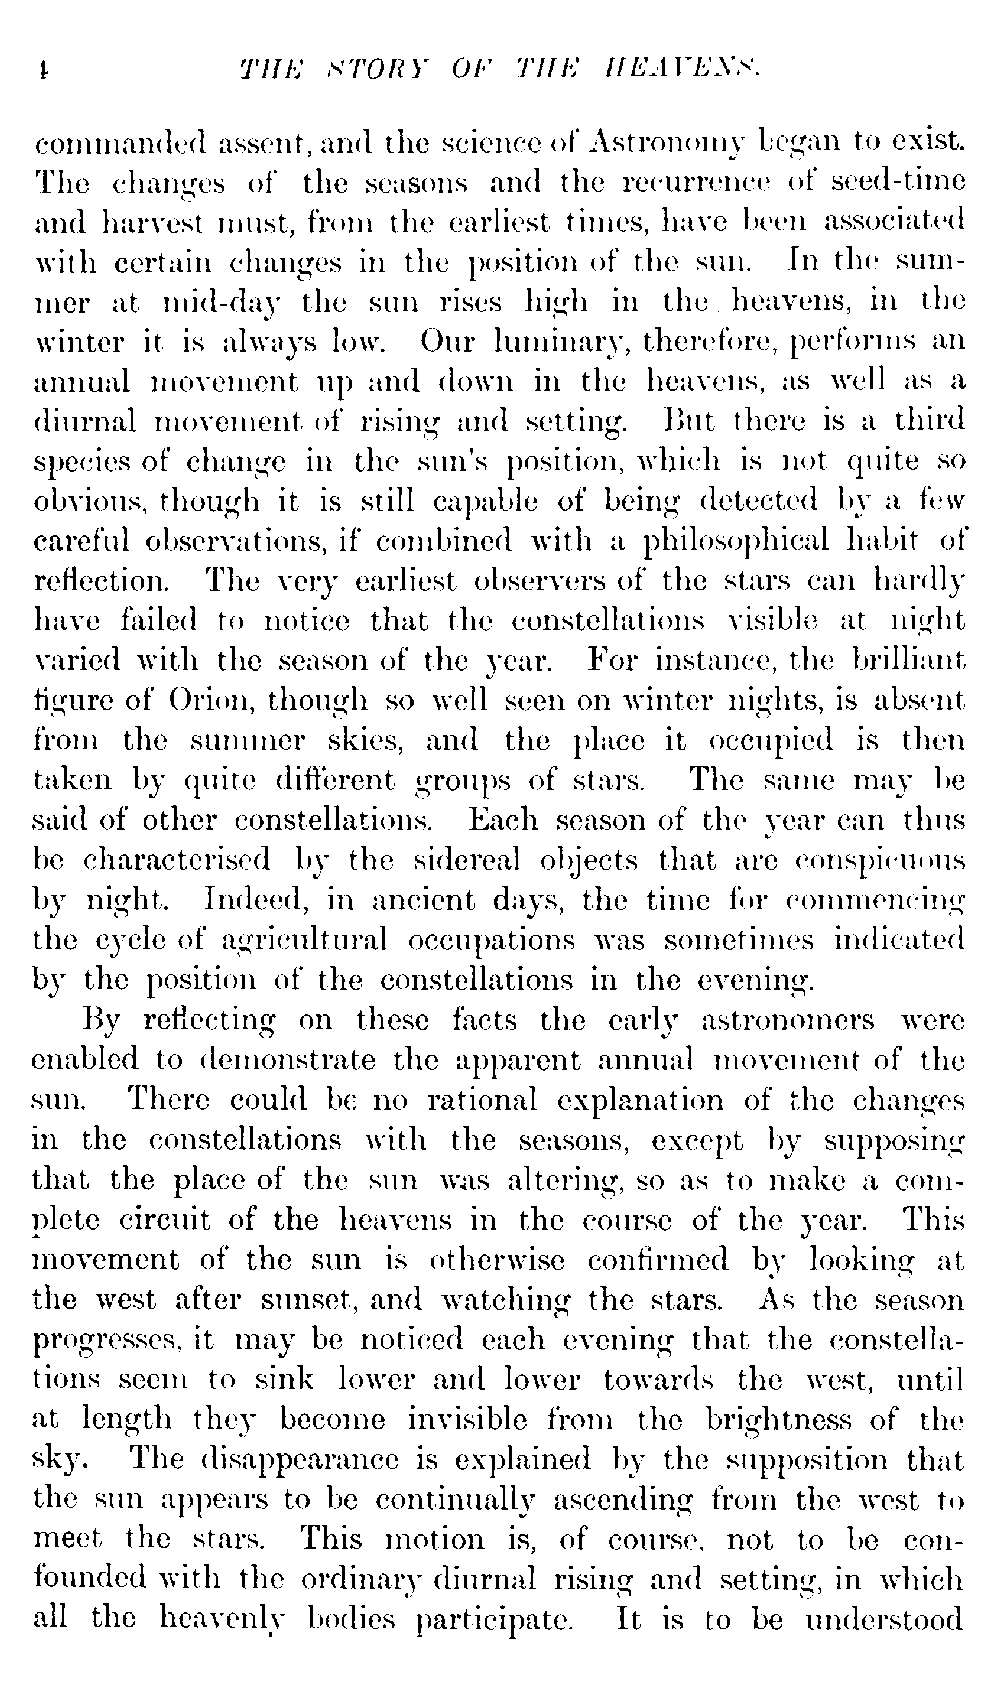 4 THE STORY OF THE HEAVENS.
commanded assent, and the science of Astronomy began to exist.
The changes of the seasons and the recurrence of seed-time
and harvest must, from the earliest times, have been associated
with certain changes in the position of the sun. In the sum-
mer at mid-day the sun rises high in the heavens, in the
winter it is always low. Our luminary, therefore, performs an
annual movement up and down in the heavens, as well as a
diurnal movement of rising and setting. But there is a third
species of change in the sun's position, which is not quite so
obvious, though it is still capable of being detected by a few
careful observations, if combined with a philosophical habit of
reflection. The very earliest observers of the stars can hardly
have failed to notice that the constellations visible at night
varied with the season of the year. For instance, the brilliant
figure of Orion, though so well seen on winter nights, is absent
from the summer skies, and the place it occupied is then
taken by quite different groups of stars. The same may be
said of other constellations. Each season of the year can thus
be characterised by the sidereal objects that are conspicuous
by night. Indeed, in ancient days, the time for commencing
the cycle of agricultural occupations was sometimes indicated
by the position of the constellations in the evening.
By reflecting on these facts the early astronomers were
enabled to demonstrate the apparent annual movement of the
sun. There could be no rational explanation of the changes
in the constellations with the seasons, except by supposing
that the place of the sun was altering, so as to make a com-
plete circuit of the heavens in the course of the year. This
movement of the sun is otherwise confirmed by looking at
the west after sunset, and watching the stars. As the season
progresses, it may be noticed each evening that the constella-
tions seem to sink lower and lower towards the west, until
at length they become invisible from the brightness of the
sky. The disappearance is explained by the supposition that
the sun appears to be continually ascending from the west to
meet the stars. This motion is, of course, not to be con-
founded with the ordinary diurnal rising and setting, in which
all the heavenly bodies participate. It is to be understood